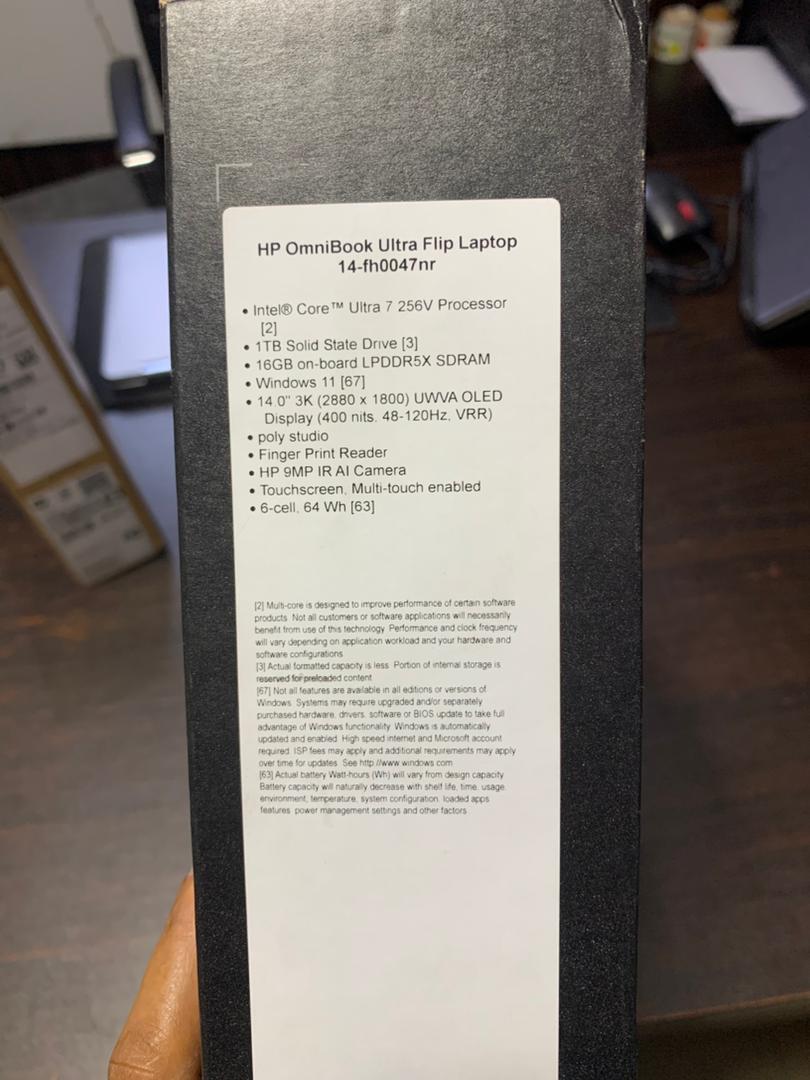 HP OmniBook Ultra Flip Laptop
14-fh0047nr
• Intel® Core™ Ultra 7 256V Processor
[2]
• 1TB Solid State Drive [3]
• 16GB on-board LPDDR5X SDRAM
• Windows 11 [67]
• 14.0" 3K (2880 x 1800) UWVA OLED
Display (400 nits, 48-120Hz, VRR)
• poly studio
• Finger Print Reader
• HP 9MP IR AI Camera
• Touchscreen, Multi-touch enabled
• 6-cell, 64 Wh [63]
[2] Multi-core is designed to improve performance of certain software
products. Not all customers or software applications will necessarily
benefit from use of this technology. Performance and clock frequency
will vary depending on application workload and your hardware and
software configurations.
[3] Actual formatted capacity is less. Portion of internal storage is
reserved for preloaded content.
[67] Not all features are available in all editions or versions of
Windows. Systems may require upgraded and/or separately
purchased hardware, drivers, software or BIOS update to take full
advantage of Windows functionality. Windows is automatically
updated and enabled. High speed internet and Microsoft account
required. ISP fees may apply and additional requirements may apply
over time for updates. See http://www.windows.com
[63] Actual battery Watt-hours (Wh) will vary from design capacity.
Battery capacity will naturally decrease with shelf life, time, usage,
environment, temperature, system configuration, loaded apps,
features, power management settings and other factors.